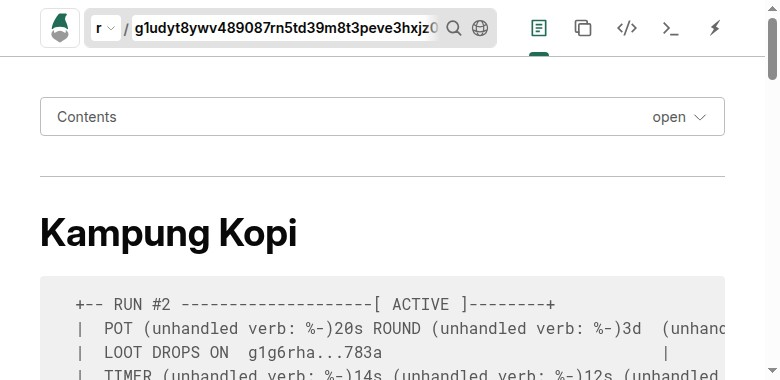 r / g1udyt8ywv489087rn5td39m8t3peve3hxjz0
Contents open
Kampung Kopi
+-- RUN #2 --------------------[ ACTIVE ]--------+
|  POT (unhandled verb: %-)20s ROUND (unhandled verb: %-)3d  (unhand
|  LOOT DROPS ON  g1g6rha...783a                             |
|  TIMER (unhandled verb: %-)14s (unhandled verb: %-)12s (unhandled